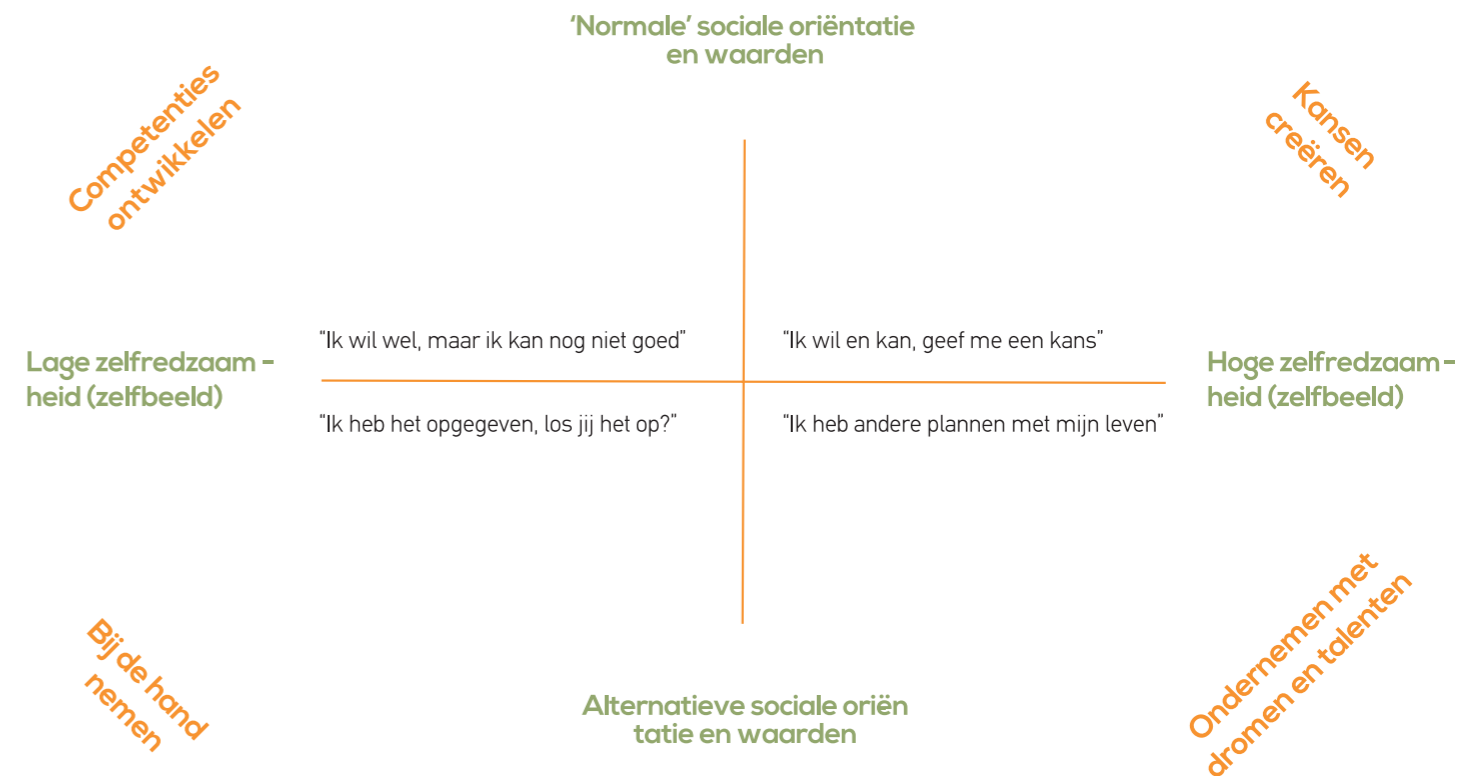 ‘Normale’ sociale oriëntatie
en waarden
Competenties
ontwikkelen
Kansen
creëren
“Ik wil wel, maar ik kan nog niet goed”
“Ik wil en kan, geef me een kans”
Lage zelfredzaam -
heid (zelfbeeld)
Hoge zelfredzaam-
heid (zelfbeeld)
“Ik heb het opgegeven, los jij het op?”
“Ik heb andere plannen met mijn leven”
Bij de hand
nemen
Alternatieve sociale oriën
tatie en waarden
Ondernemen met
dromen en talenten